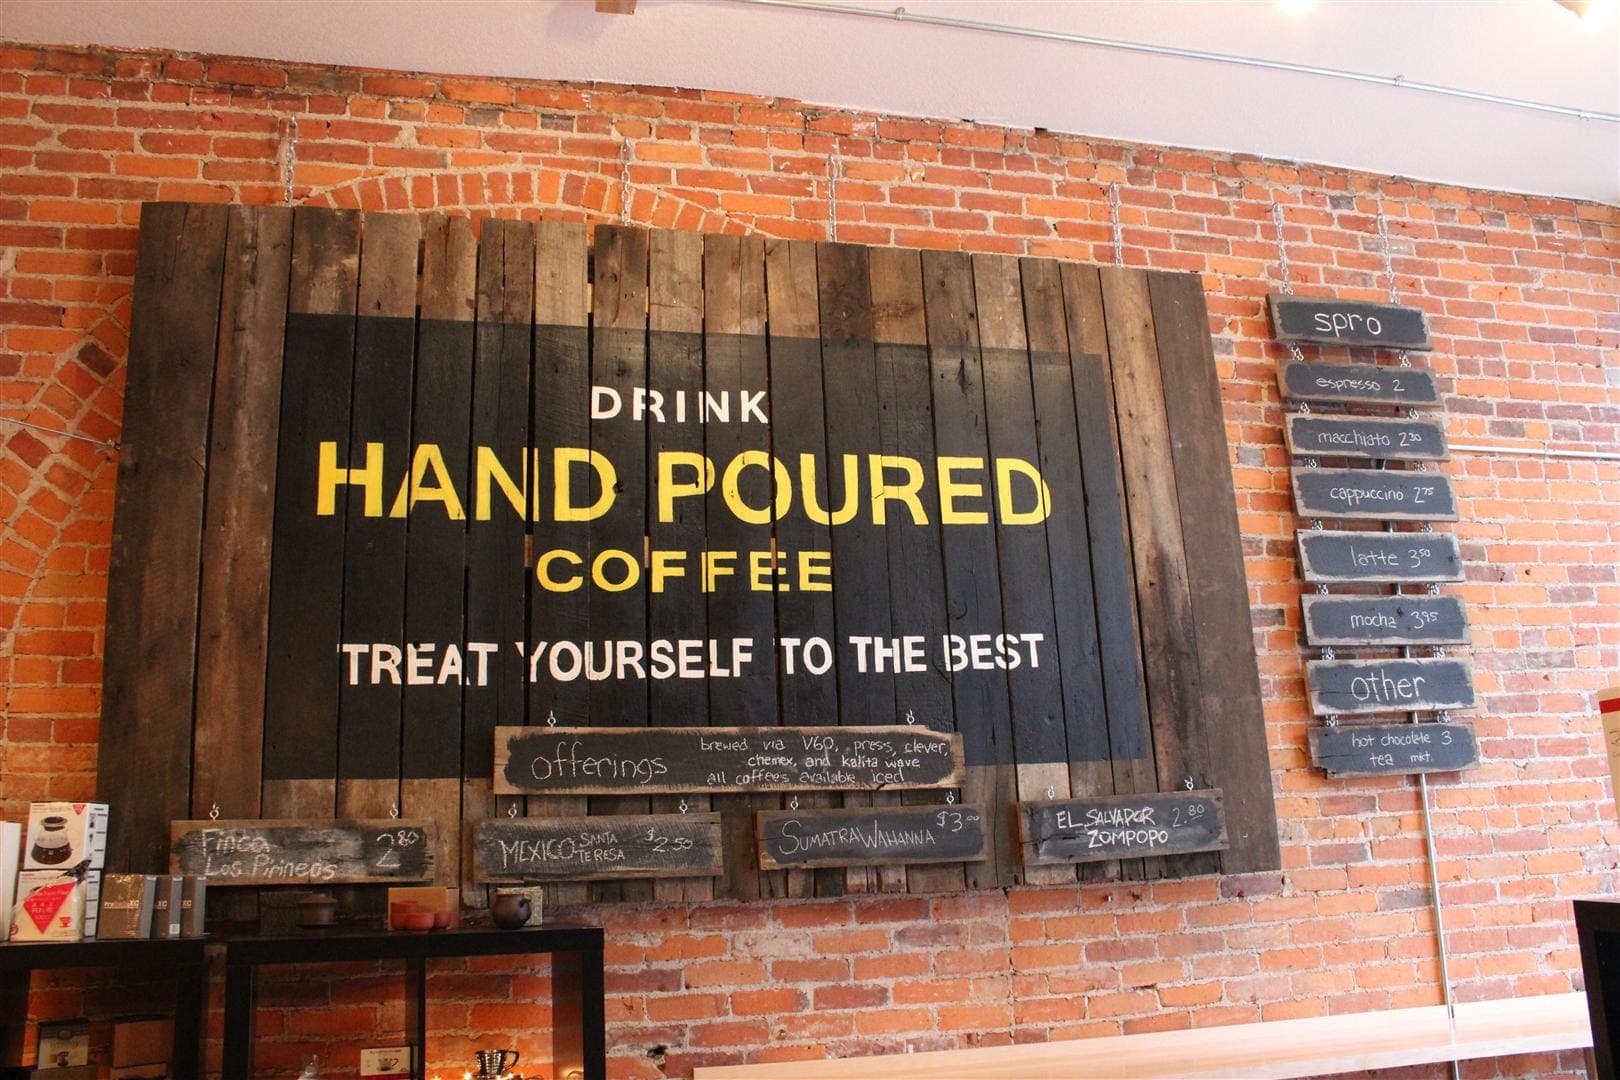 DRINK
HAND POURED
COFFEE
TREAT YOURSELF TO THE BEST
offerings
brewed via V60, press, clever,
chemex, and kalita wave
all coffees available iced
Finca
Los Pirineos
2.80
MEXICO SANTA
TERESA
$2.50
SUMATRA WAHANNA
$3.00
EL SALVADOR
ZOMPOPO
2.80
spro
espresso 2
macchiato 2.30
cappuccino 2.75
latte 3.50
mocha 3.95
other
hot chocolate 3
tea mkt.